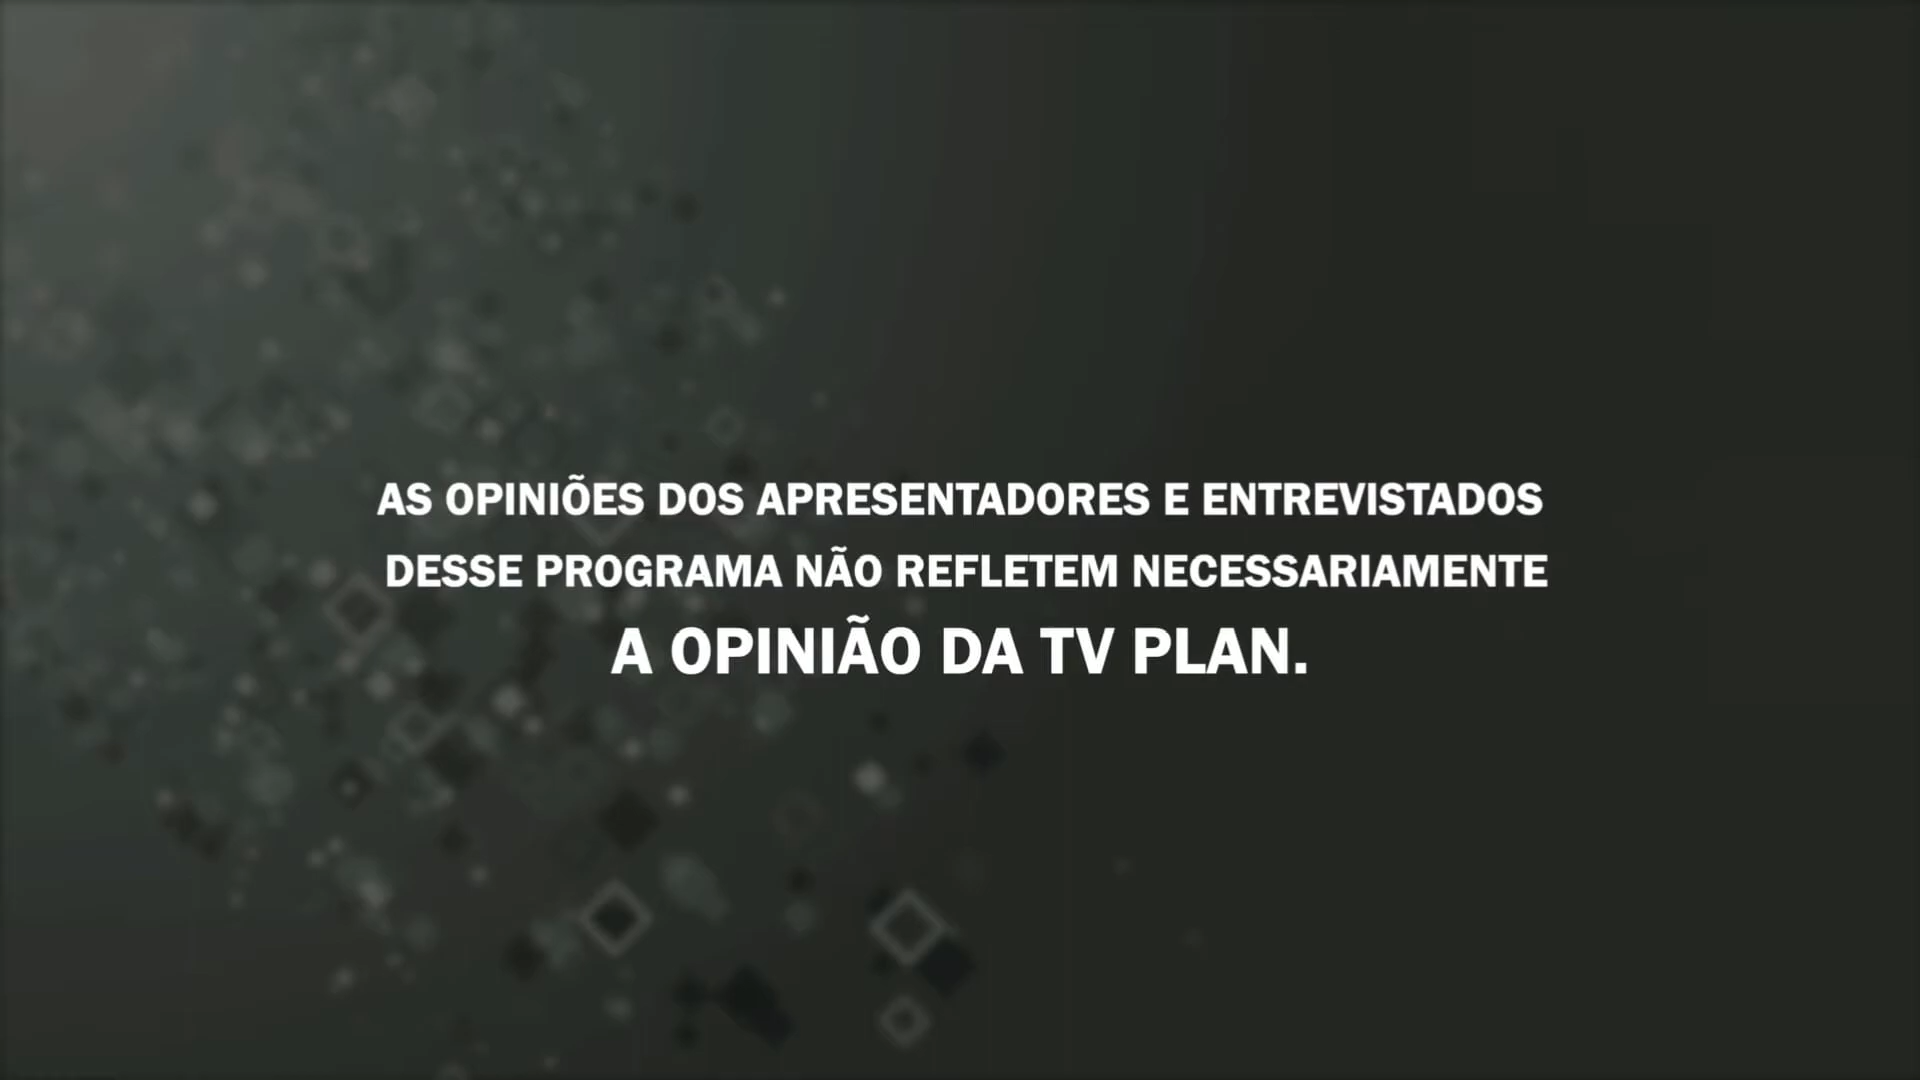 AS OPINIÕES DOS APRESENTADORES E ENTREVISTADOS
DESSE PROGRAMA NÃO REFLETEM NECESSARIAMENTE
A OPINIÃO DA TV PLAN.